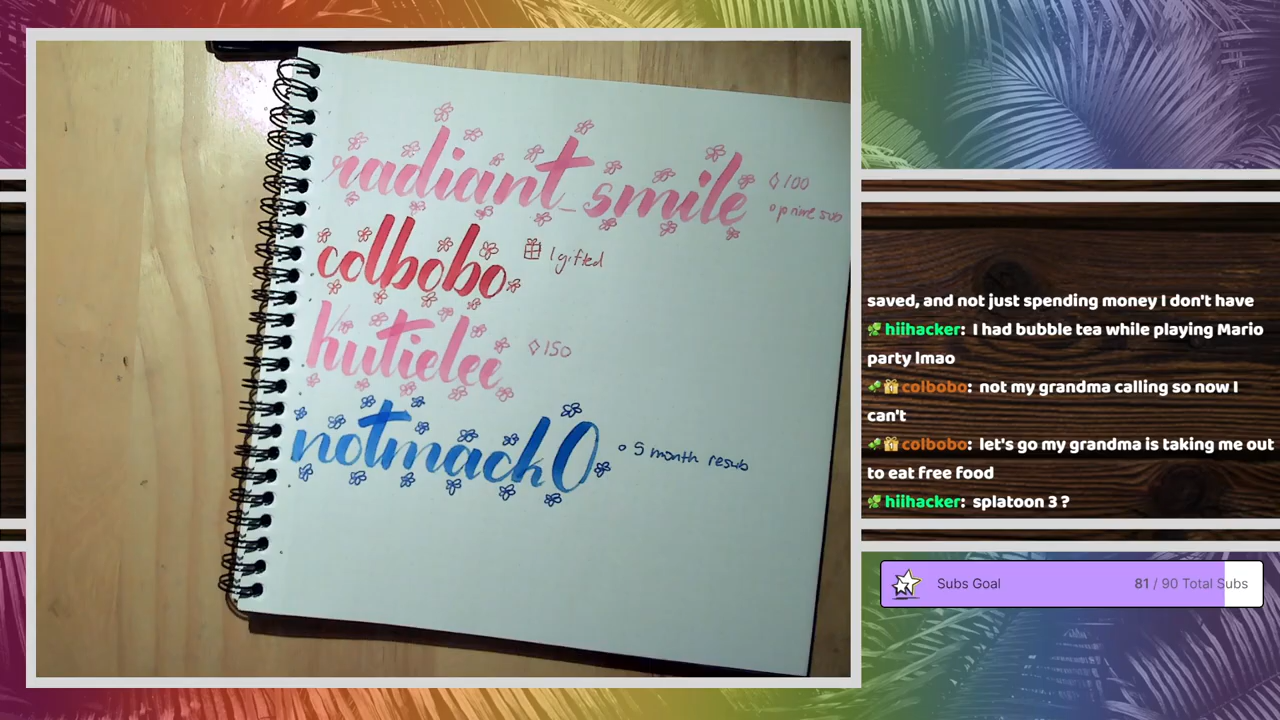 radiant_smile
100
prime sub
colbobo
1 gifted
kutielee
150
notmack0
5 month resub
saved, and not just spending money I don't have
hiihacker: I had bubble tea while playing Mario
party lmao
colbobo: not my grandma calling so now I
can't
colbobo: let's go my grandma is taking me out
to eat free food
hiihacker: splatoon 3 ?
Subs Goal
81 / 90 Total Subs